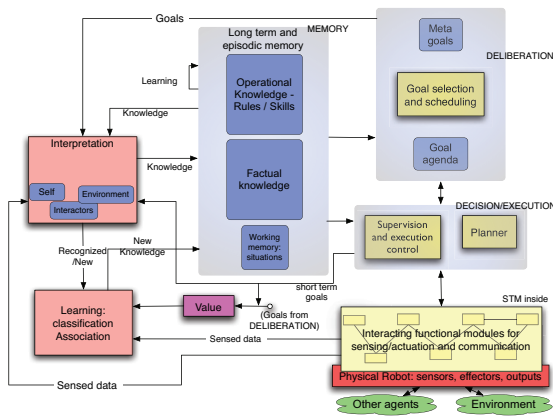 Goals
Long term and
episodic memory
MEMORY
Meta
goals
DELIBERATION
Learning
Operational
Knowledge -
Rules / Skills
Goal selection
and scheduling
Knowledge
Interpretation
Knowledge
Factual
knowledge
Goal
agenda
Self
Environment
Interactors
DECISION/EXECUTION
Supervision
and execution
control
Planner
Working
memory:
situations
Recognized
/New
New
Knowledge
short term
goals
Learning:
classification
Association
Value
(Goals from
DELIBERATION)
STM inside
Interacting functional modules for
sensing/actuation and communication
Sensed data
Physical Robot: sensors, effectors, outputs
Sensed data
Other agents
Environment